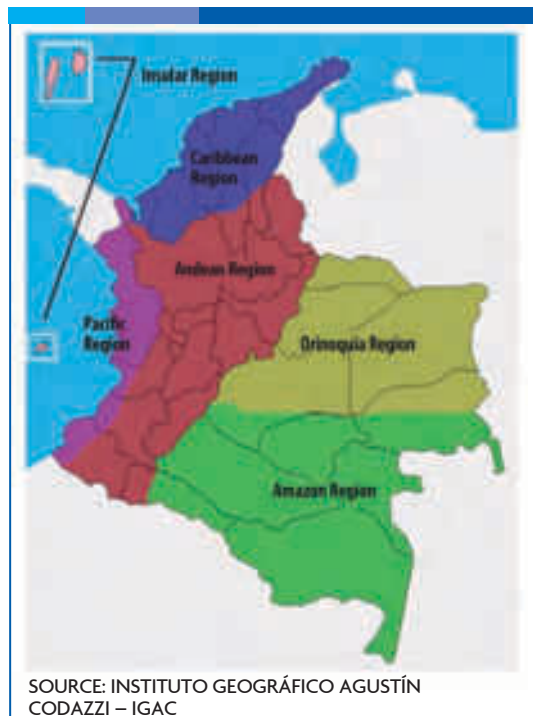 Insular Region
Caribbean
Region
Andean Region
Pacific
Region
Orinoquia Region
Amazon Region
SOURCE: INSTITUTO GEOGRÁFICO AGUSTÍN
CODAZZI – IGAC